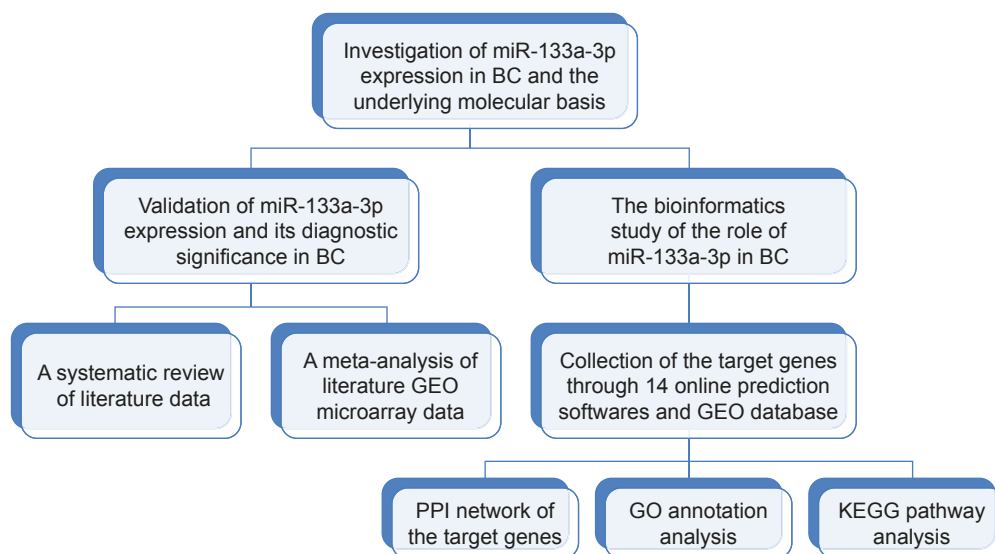 Investigation of miR-133a-3p
expression in BC and the
underlying molecular basis
Validation of miR-133a-3p
expression and its diagnostic
significance in BC
The bioinformatics
study of the role of
miR-133a-3p in BC
A systematic review
of literature data
A meta-analysis of
literature GEO
microarray data
Collection of the target genes
through 14 online prediction
softwares and GEO database
PPI network of
the target genes
GO annotation
analysis
KEGG pathway
analysis